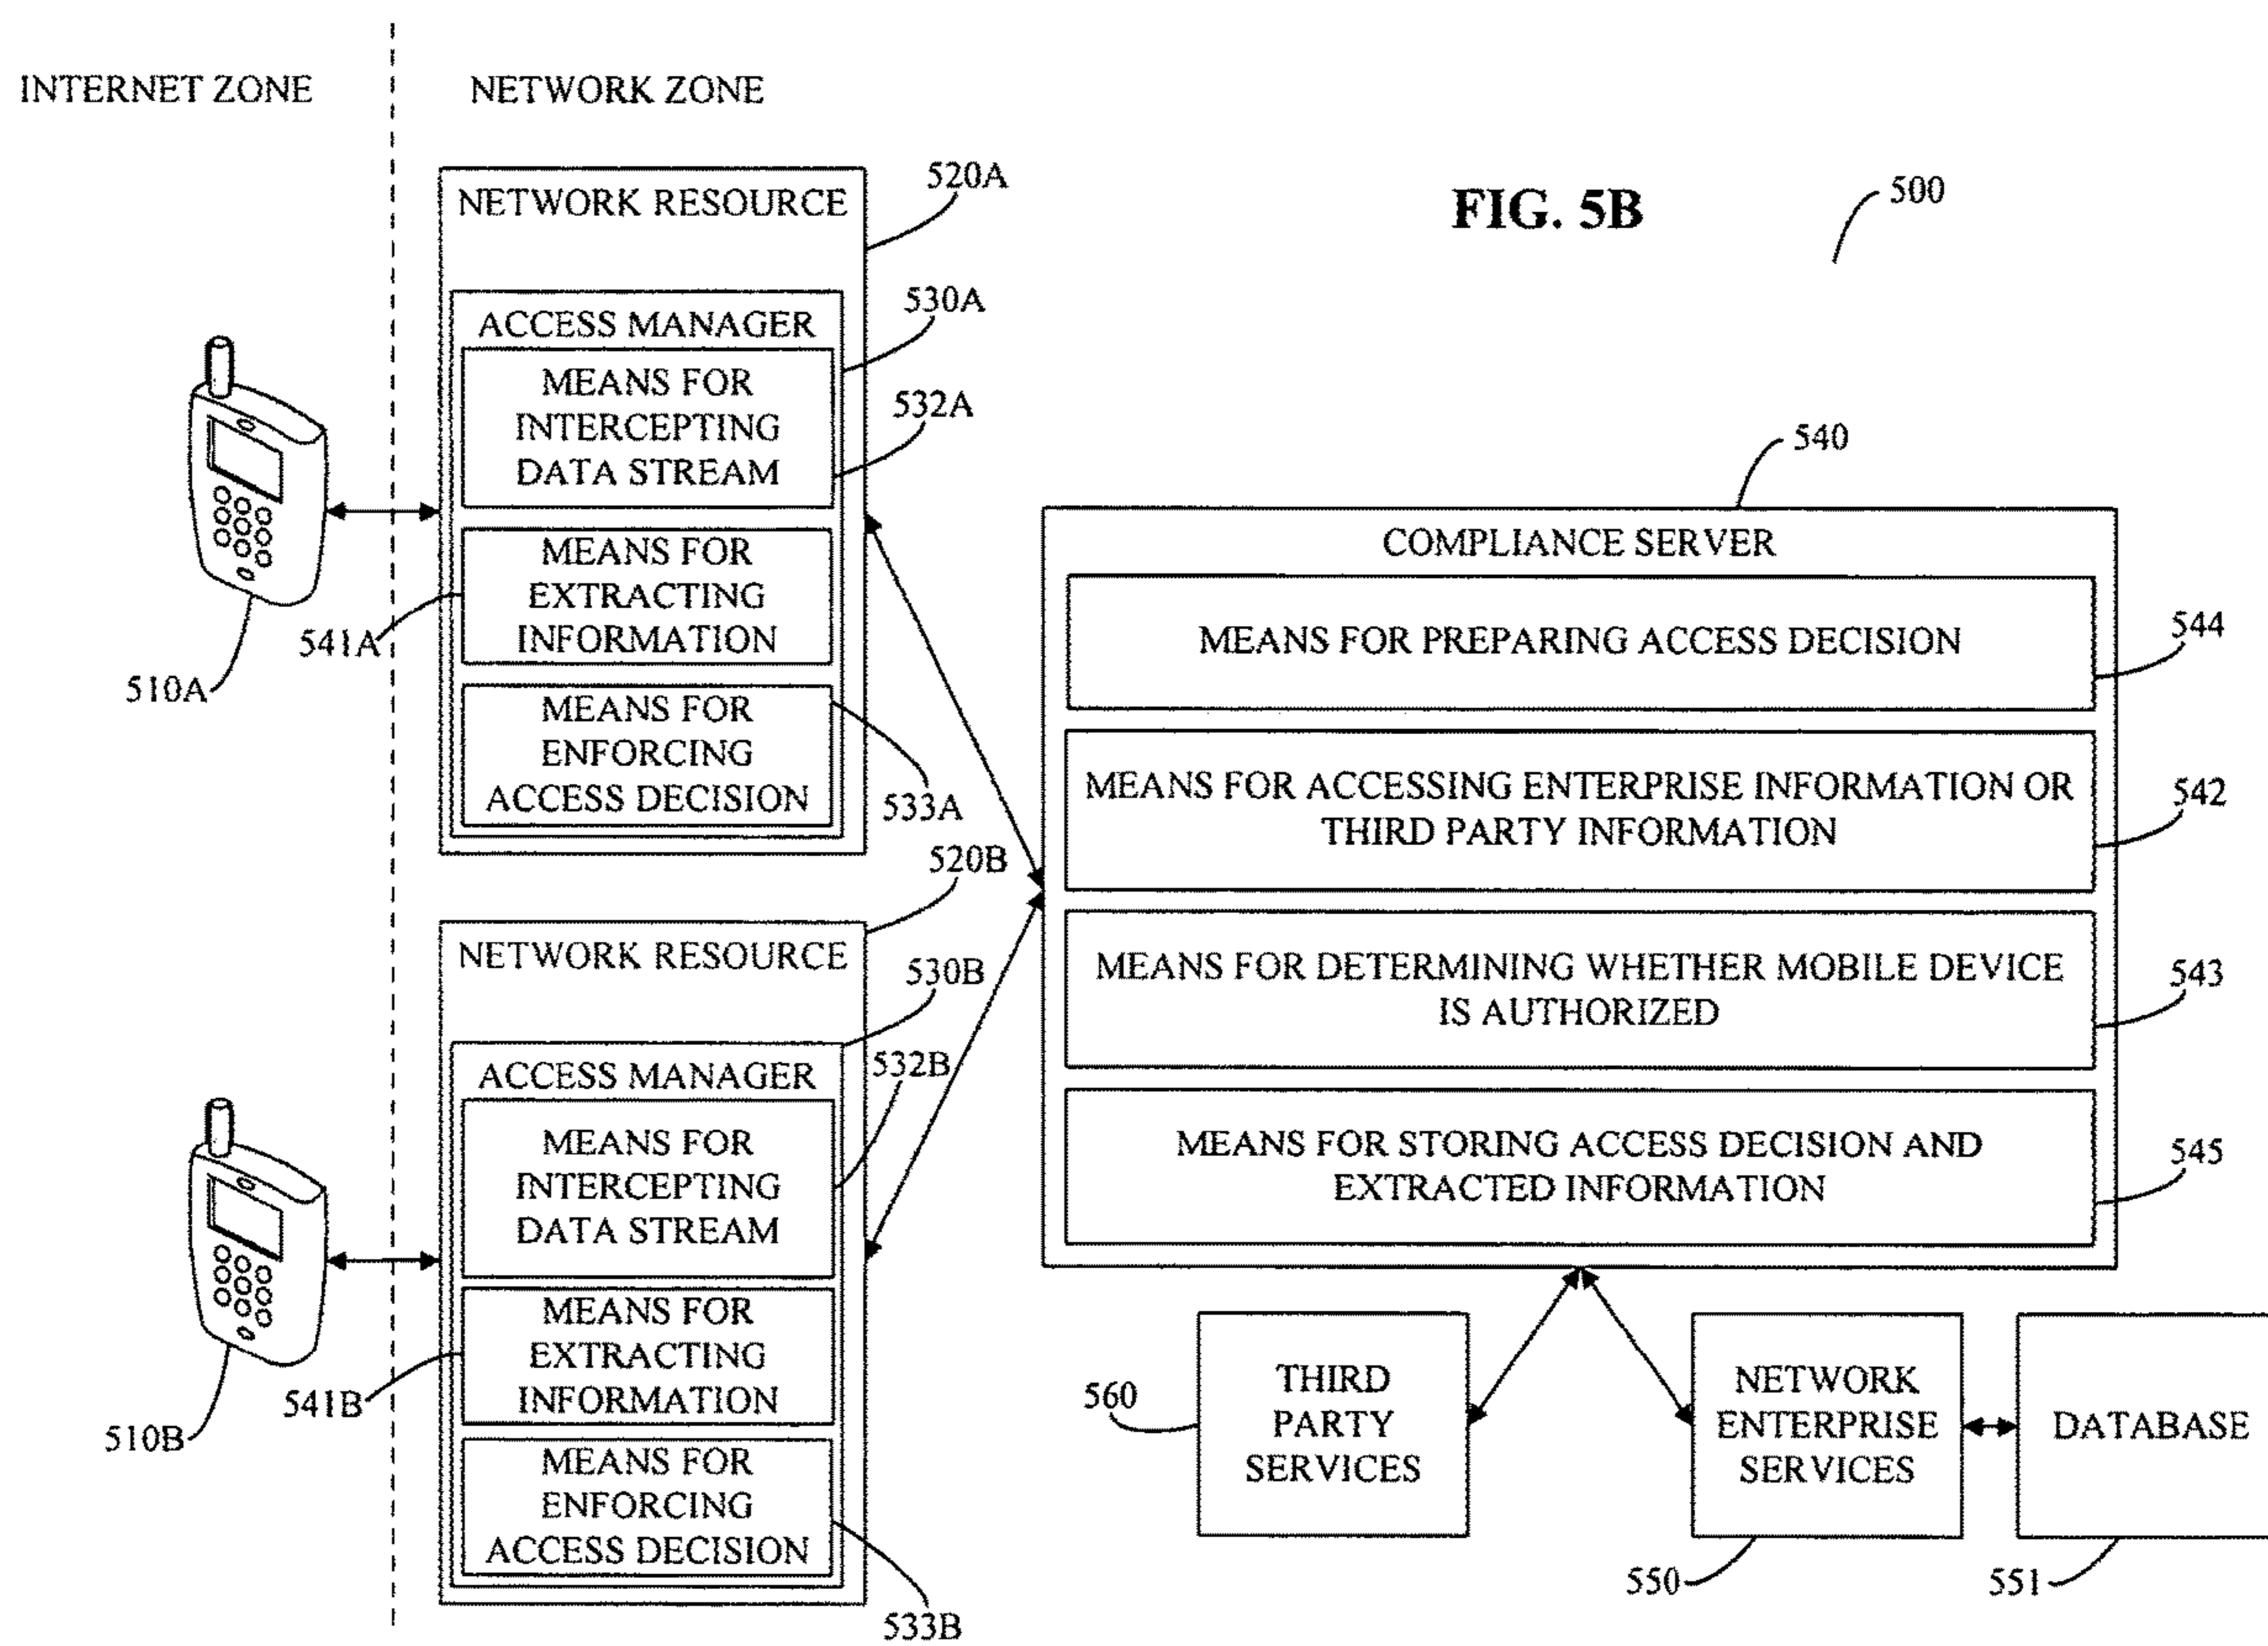 INTERNET ZONE
NETWORK ZONE
FIG. 5B
500
NETWORK RESOURCE
520A
ACCESS MANAGER
530A
MEANS FOR
INTERCEPTING
DATA STREAM
532A
MEANS FOR
EXTRACTING
INFORMATION
541A
MEANS FOR
ENFORCING
ACCESS DECISION
533A
510A
NETWORK RESOURCE
520B
ACCESS MANAGER
530B
MEANS FOR
INTERCEPTING
DATA STREAM
532B
MEANS FOR
EXTRACTING
INFORMATION
541B
MEANS FOR
ENFORCING
ACCESS DECISION
533B
510B
540
COMPLIANCE SERVER
MEANS FOR PREPARING ACCESS DECISION
544
MEANS FOR ACCESSING ENTERPRISE INFORMATION OR
THIRD PARTY INFORMATION
542
MEANS FOR DETERMINING WHETHER MOBILE DEVICE
IS AUTHORIZED
543
MEANS FOR STORING ACCESS DECISION AND
EXTRACTED INFORMATION
545
THIRD
PARTY
SERVICES
560
NETWORK
ENTERPRISE
SERVICES
550
DATABASE
551